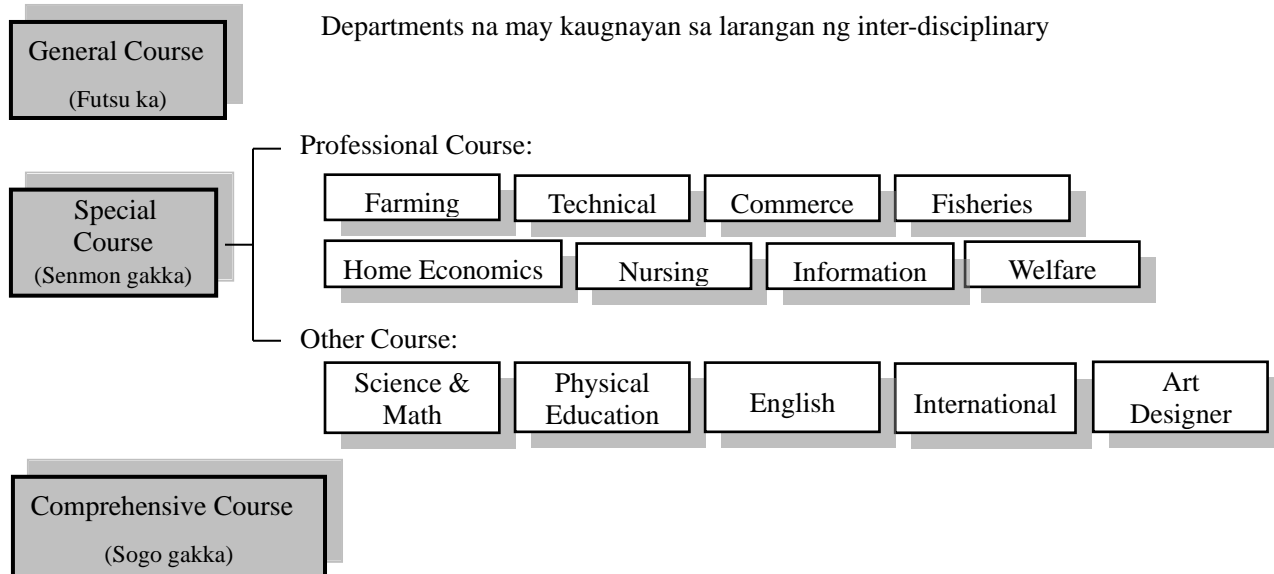 General Course
(Futsu ka)
Departments na may kaugnayan sa larangan ng inter-disciplinary
Special
Course
(Senmon gakka)
Professional Course:
Farming
Technical
Commerce
Fisheries
Home Economics
Nursing
Information
Welfare
Other Course:
Science &
Math
Physical
Education
English
International
Art
Designer
Comprehensive Course
(Sogo gakka)